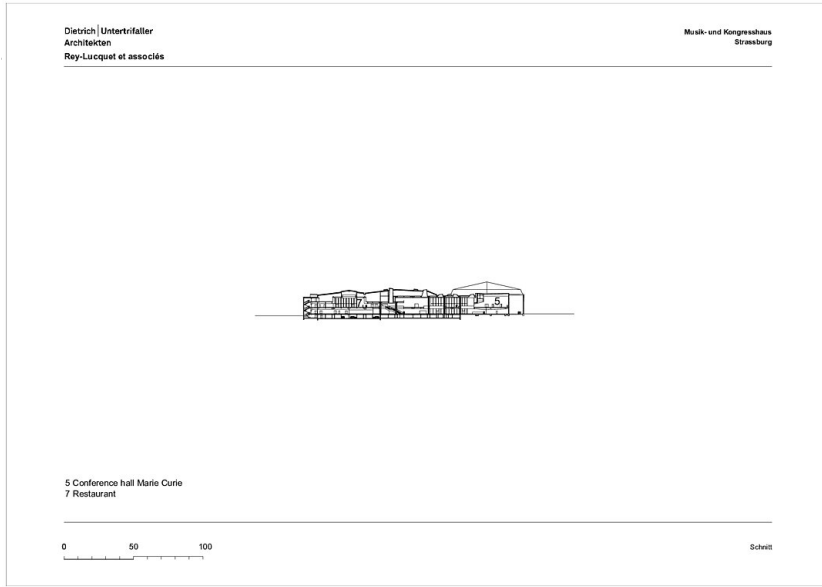 Dietrich | Untertrifaller
Architekten
Rey-Lucquet et associés
Musik- und Kongresshaus
Strassburg
7
5
5 Conference hall Marie Curie
7 Restaurant
0 50 100
Schnitt